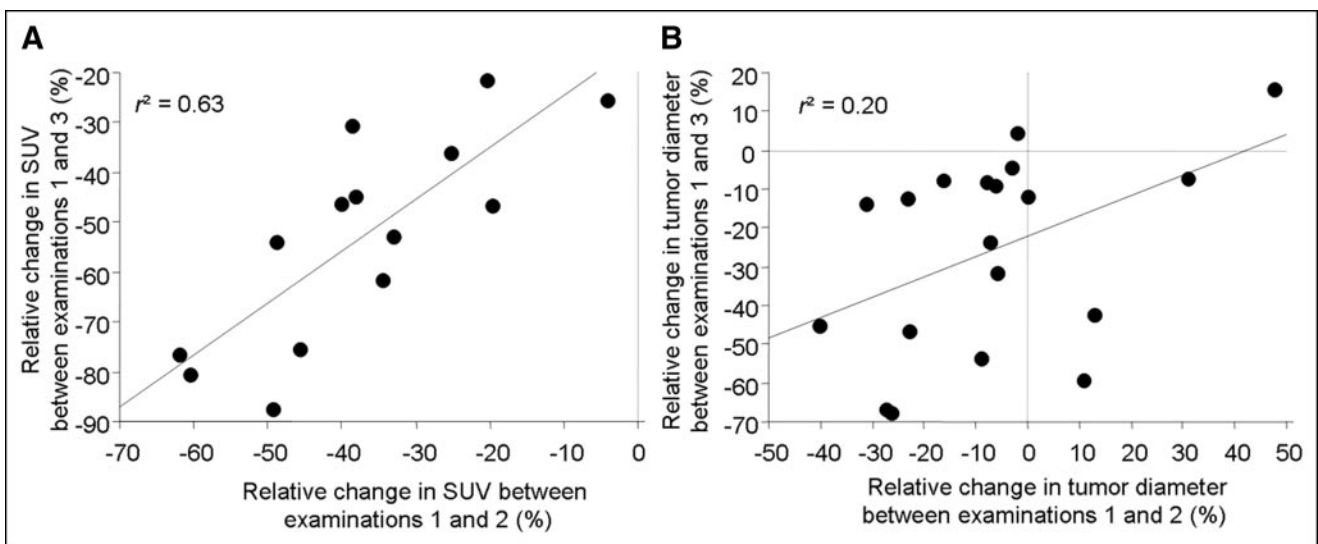 A
Relative change in SUV
between examinations 1 and 3 (%)
-20
-30
-40
-50
-60
-70
-80
-90
r² = 0.63
-70 -60 -50 -40 -30 -20 -10 0
Relative change in SUV between
examinations 1 and 2 (%)
B
Relative change in tumor diameter
between examinations 1 and 3 (%)
20
10
0
-10
-20
-30
-40
-50
-60
-70
r² = 0.20
-50 -40 -30 -20 -10 0 10 20 30 40 50
Relative change in tumor diameter
between examinations 1 and 2 (%)